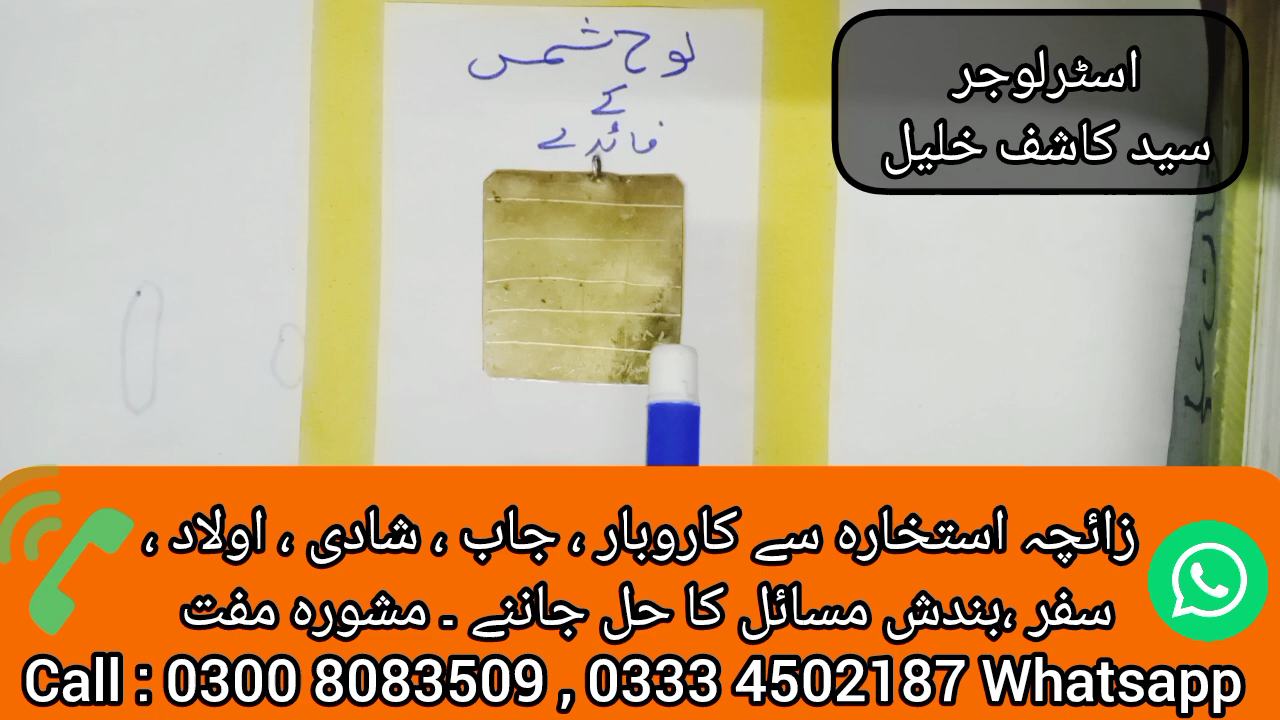 لوح شمس
کے
فائدے
اسٹرلوجر
سید کاشف خلیل
زائچہ استخارہ سے کاروبار ، جاب ، شادی ، اولاد ،
سفر ،بندش مسائل کا حل جاننے ۔ مشورہ مفت
Call : 0300 8083509 , 0333 4502187 Whatsapp